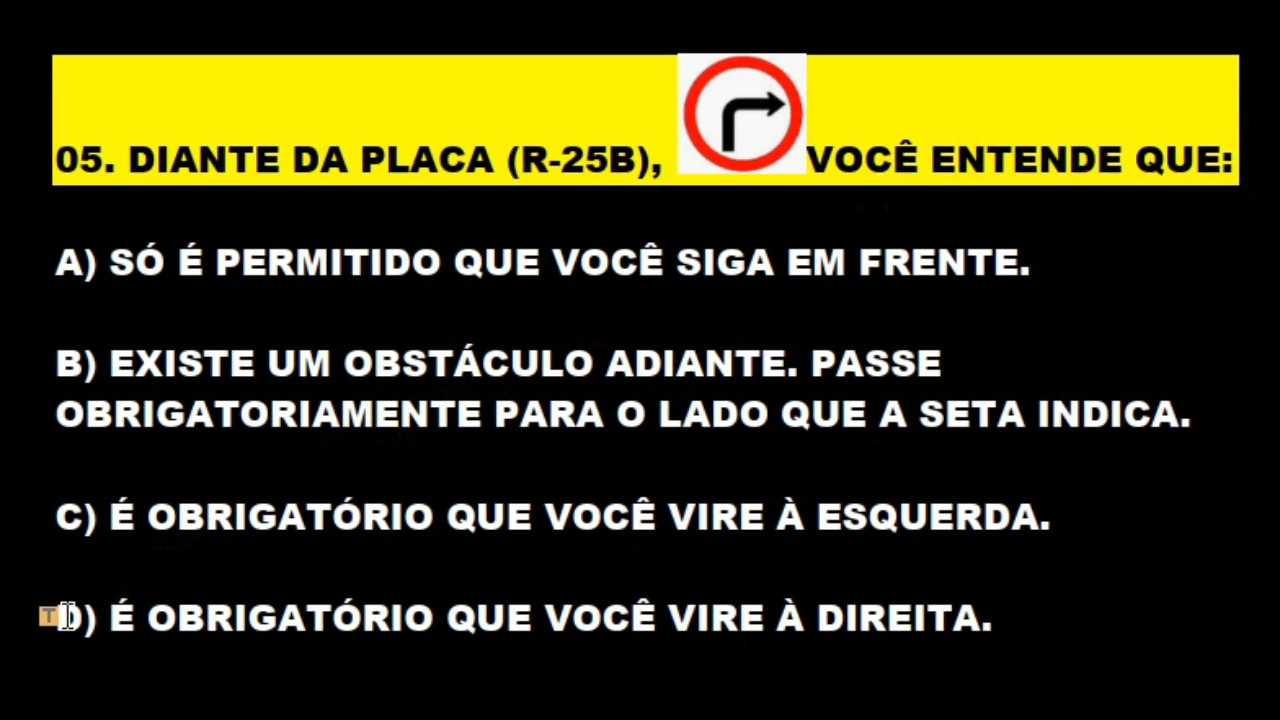 05. DIANTE DA PLACA (R-25B), VOCÊ ENTENDE QUE:
A) SÓ É PERMITIDO QUE VOCÊ SIGA EM FRENTE.
B) EXISTE UM OBSTÁCULO ADIANTE. PASSE
OBRIGATORIAMENTE PARA O LADO QUE A SETA INDICA.
C) É OBRIGATÓRIO QUE VOCÊ VIRE À ESQUERDA.
D) É OBRIGATÓRIO QUE VOCÊ VIRE À DIREITA.